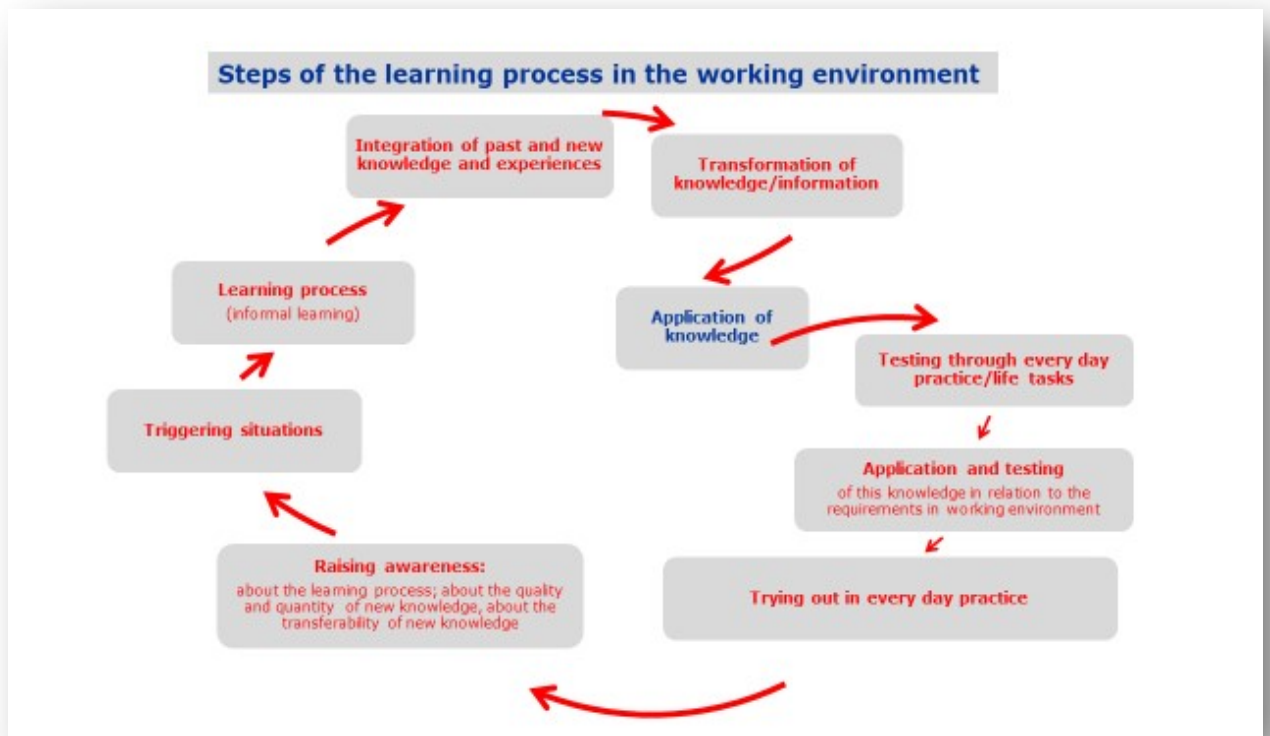 Steps of the learning process in the working environment
Integration of past and new
knowledge and experiences
Transformation of
knowledge/information
Learning process
(informal learning)
Application of
knowledge
Testing through every day
practice/life tasks
Triggering situations
Application and testing
of this knowledge in relation to the
requirements in working environment
Raising awareness:
about the learning process; about the quality
and quantity of new knowledge, about the
transferability of new knowledge
Trying out in every day practice